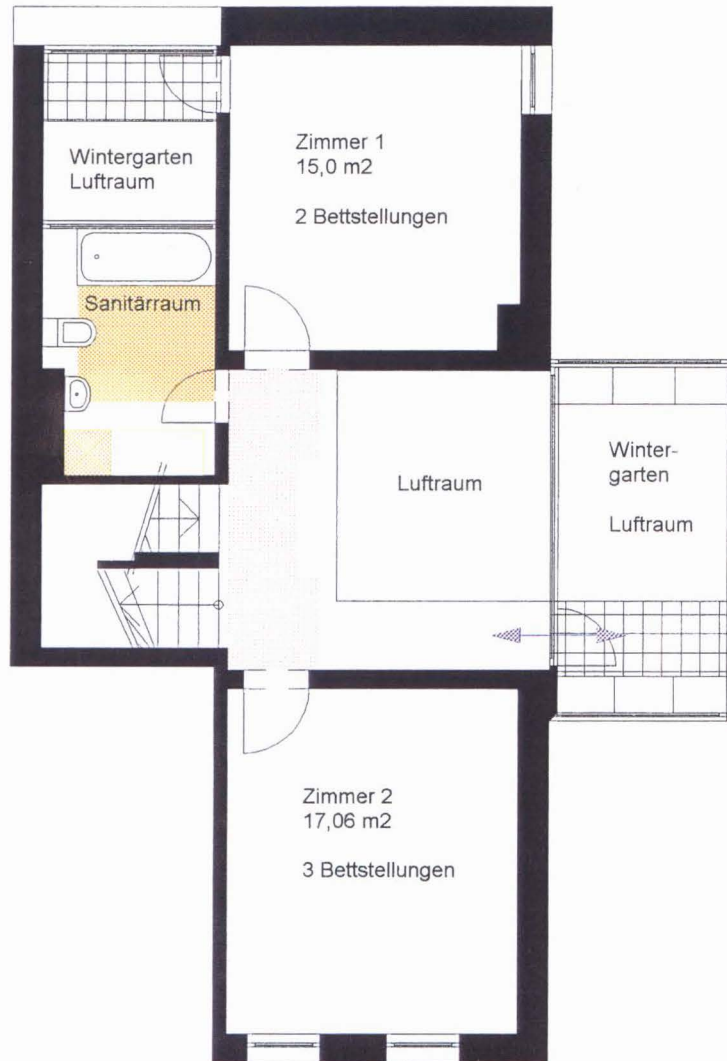 Zimmer 1
15,0 m2
2 Bettstellungen
Wintergarten
Luftraum
Sanitärraum
Luftraum
Winter-
garten
Luftraum
Zimmer 2
17,06 m2
3 Bettstellungen